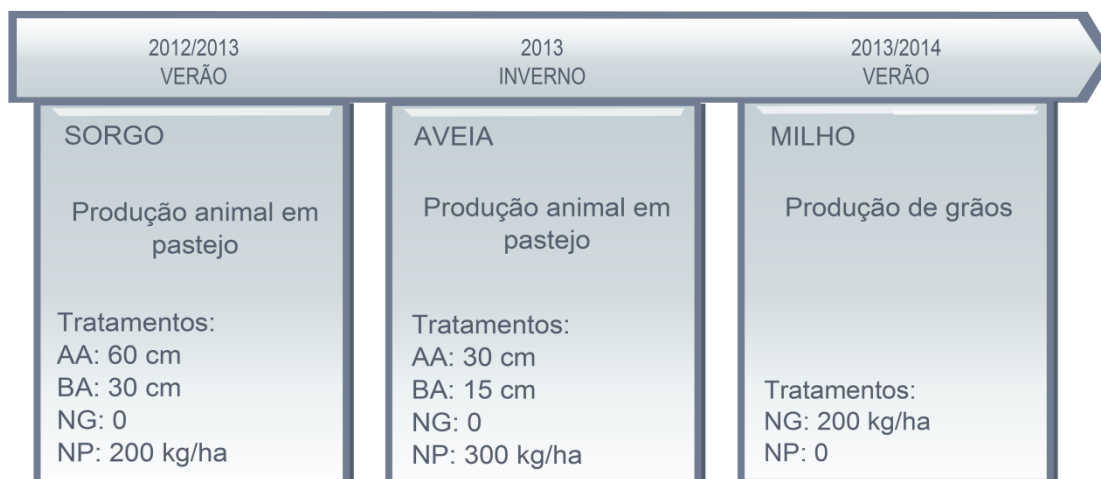 2012/2013
VERÃO
2013
INVERNO
2013/2014
VERÃO
SORGO
Produção animal em
pastejo
Tratamentos:
AA: 60 cm
BA: 30 cm
NG: 0
NP: 200 kg/ha
AVEIA
Produção animal em
pastejo
Tratamentos:
AA: 30 cm
BA: 15 cm
NG: 0
NP: 300 kg/ha
MILHO
Produção de grãos
Tratamentos:
NG: 200 kg/ha
NP: 0